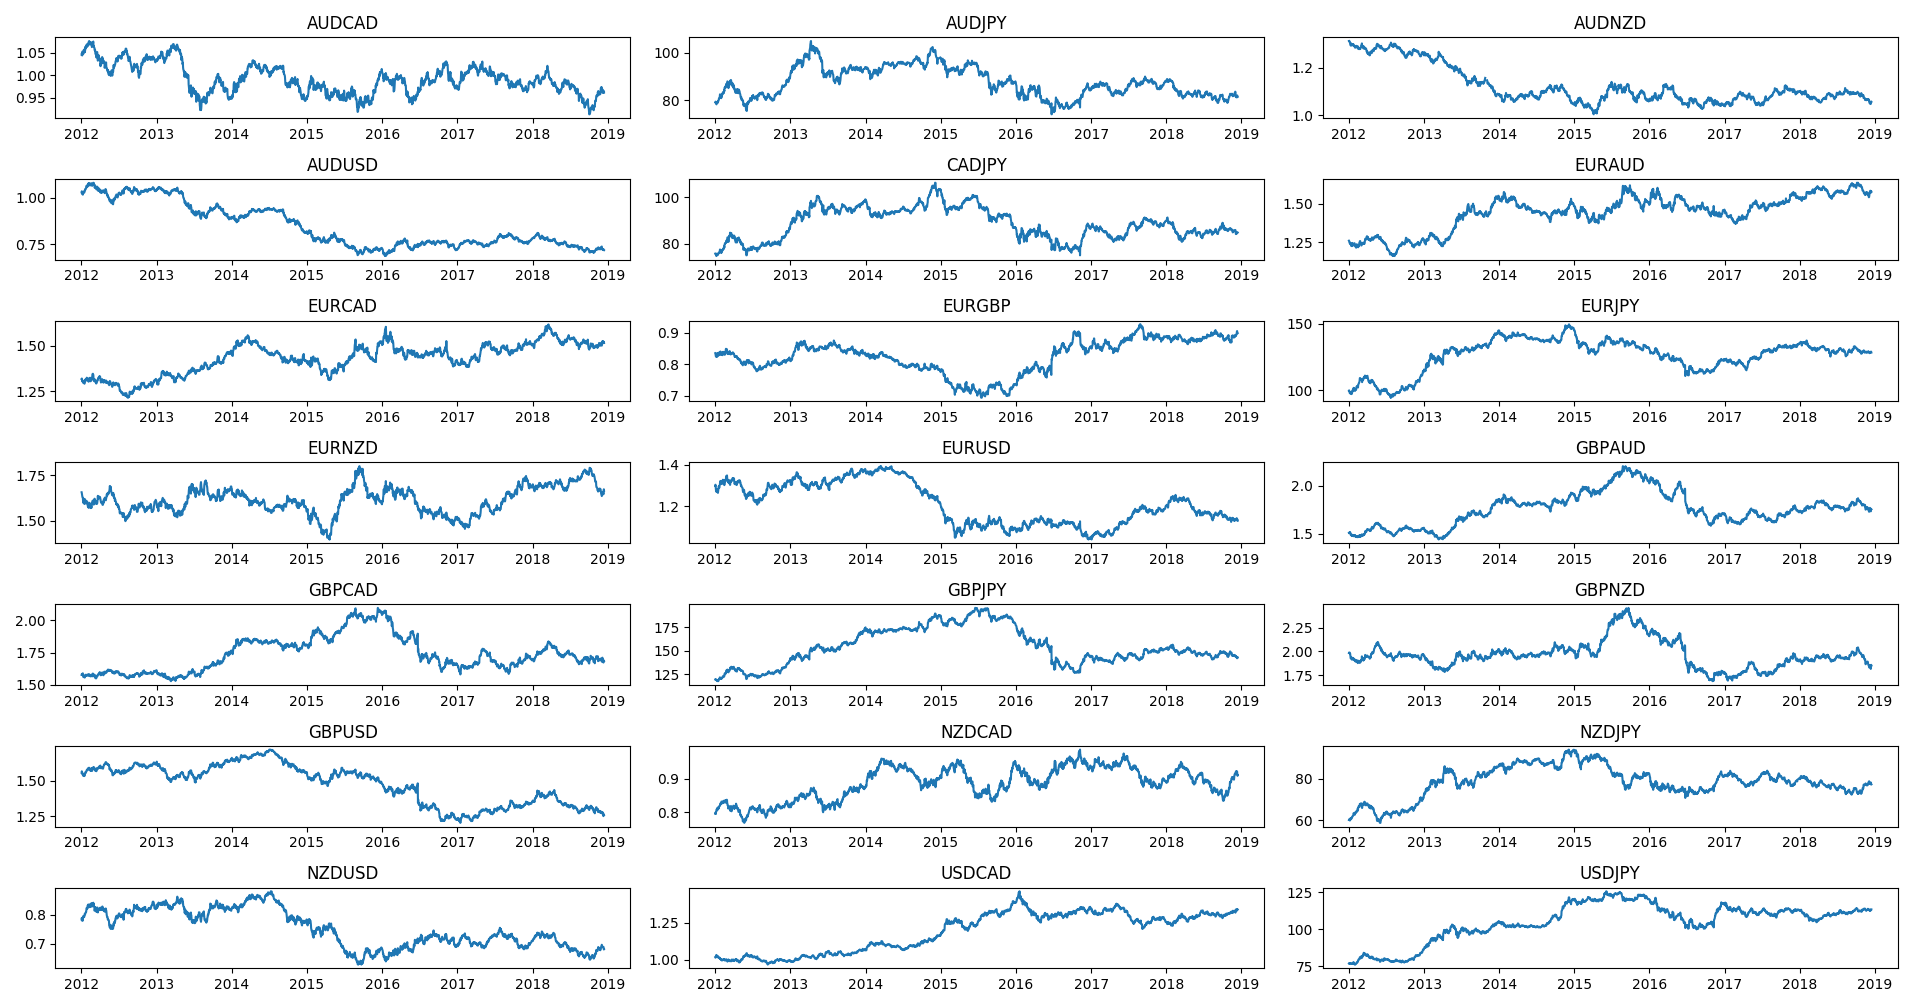 AUDCAD AUDJPY AUDNZD
1.05 100 1.2
1.00
0.95 80 1.0
2012 2013 2014 2015 2016 2017 2018 2019 2012 2013 2014 2015 2016 2017 2018 2019 2012 2013 2014 2015 2016 2017 2018 2019
AUDUSD CADJPY EURAUD
1.00 100 1.50
0.75 80 1.25
2012 2013 2014 2015 2016 2017 2018 2019 2012 2013 2014 2015 2016 2017 2018 2019 2012 2013 2014 2015 2016 2017 2018 2019
EURCAD EURGBP EURJPY
1.50 0.9 150
0.8
1.25 0.7 100
2012 2013 2014 2015 2016 2017 2018 2019 2012 2013 2014 2015 2016 2017 2018 2019 2012 2013 2014 2015 2016 2017 2018 2019
EURNZD EURUSD GBPAUD
1.75 1.4 2.0
1.50 1.2 1.5
2012 2013 2014 2015 2016 2017 2018 2019 2012 2013 2014 2015 2016 2017 2018 2019 2012 2013 2014 2015 2016 2017 2018 2019
GBPCAD GBPJPY GBPNZD
2.00 175 2.25
1.75 150 2.00
1.50 125 1.75
2012 2013 2014 2015 2016 2017 2018 2019 2012 2013 2014 2015 2016 2017 2018 2019 2012 2013 2014 2015 2016 2017 2018 2019
GBPUSD NZDCAD NZDJPY
1.50 0.9 80
1.25 0.8 60
2012 2013 2014 2015 2016 2017 2018 2019 2012 2013 2014 2015 2016 2017 2018 2019 2012 2013 2014 2015 2016 2017 2018 2019
NZDUSD USDCAD USDJPY
0.8 1.25 125
100
0.7 1.00 75
2012 2013 2014 2015 2016 2017 2018 2019 2012 2013 2014 2015 2016 2017 2018 2019 2012 2013 2014 2015 2016 2017 2018 2019